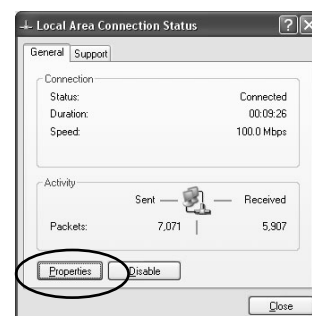 Local Area Connection Status
General Support
Connection
Status: Connected
Duration: 00:09:26
Speed: 100.0 Mbps
Activity
Sent — — Received
Packets: 7,071 | 5,907
Properties Disable
Close